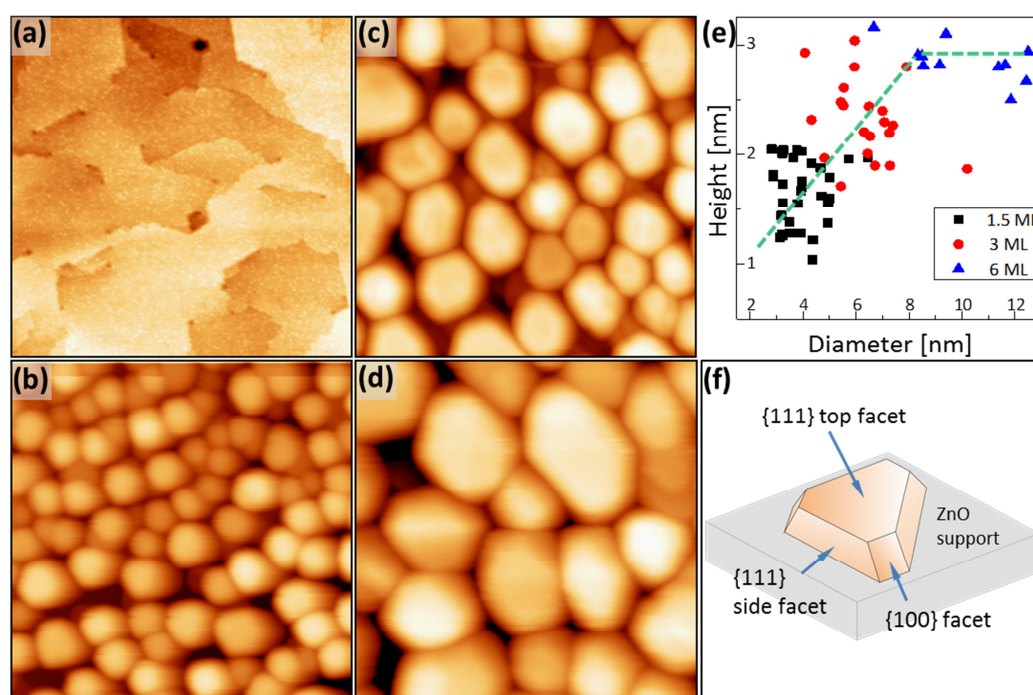 (a)
(c)
(e)
3
2
1
Height [nm]
1.5 Ml
3 ML
6 ML
2 4 6 8 10 12
Diameter [nm]
(b)
(d)
(f)
{111} top facet
ZnO
support
{111}
side facet
{100} facet